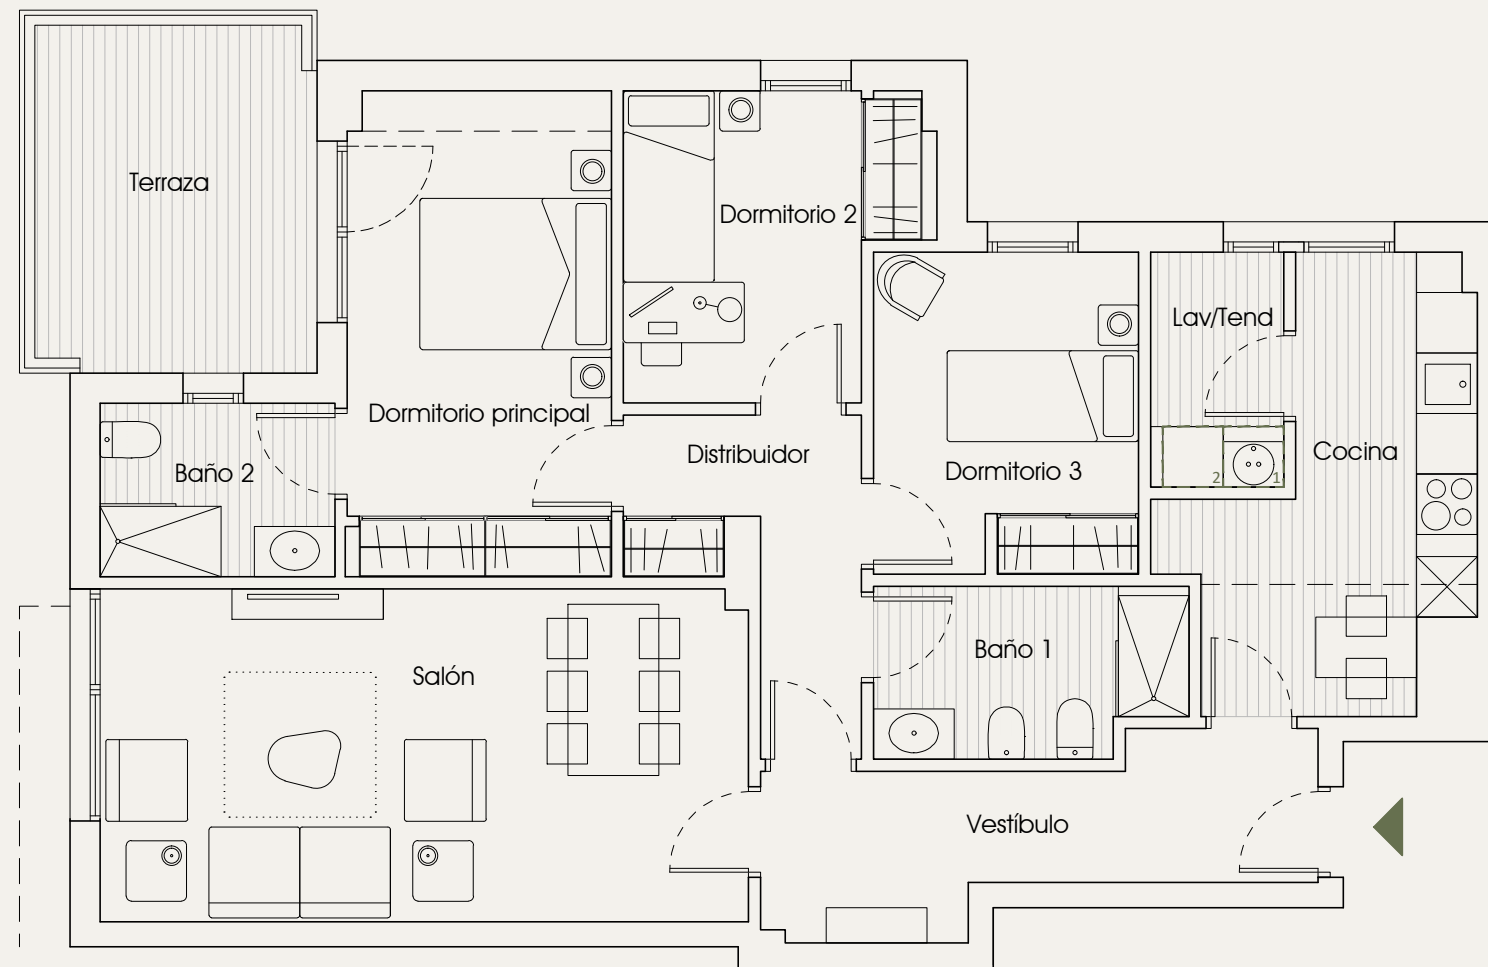 Terraza
Dormitorio 2
Lav/Tend
Dormitorio principal
Distribuidor
Cocina
Baño 2
Dormitorio 3
2
1
Baño 1
Salón
Vestíbulo